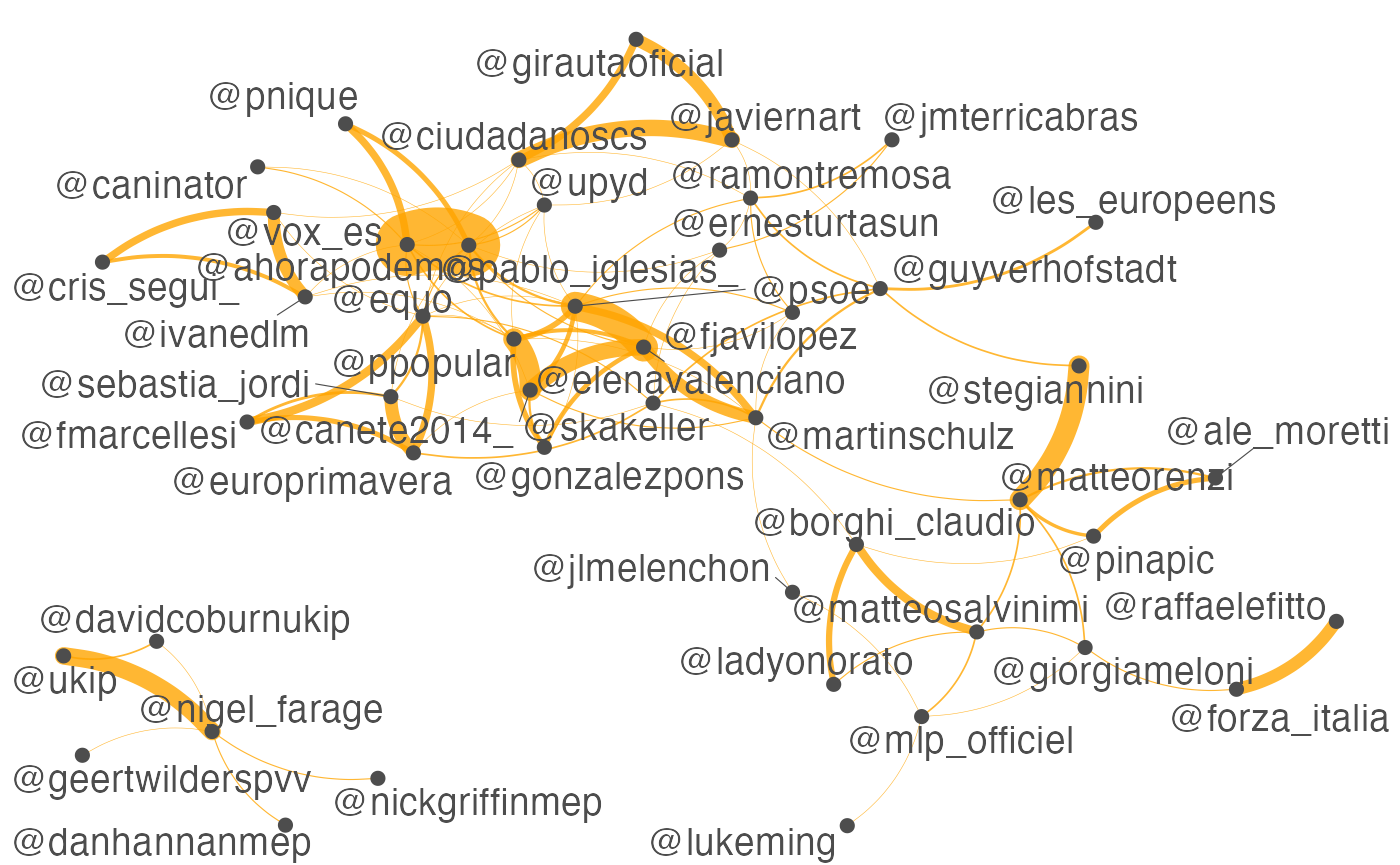 @girautaoficial
@pnique
@javiernart
@jmterricabras
@ciudadanoscs
@caninator
@upyd
@ramontremosa
@les_europeens
@vox_es
@ernesturtasun
@ahorapodemos
@pablo_iglesias_
@guyverhofstadt
@cris_segui_
@equo
@psoe
@ivanedlm
@fjavilopez
@ppopular
@sebastia_jordi
@elenavalenciano
@stegiannini
@fmarcellesi
@canete2014_
@skakeller
@martinschulz
@ale_moretti
@europrimavera
@gonzalezpons
@matteorenzi
@borghi_claudio
@jlmelenchon
@pinapic
@davidcoburnukip
@matteosalvinimi
@raffaelefitto
@ukip
@ladyonorato
@giorgiameloni
@nigel_farage
@forza_italia
@mlp_officiel
@geertwilderspvv
@nickgriffinmep
@danhannanmep
@lukeming